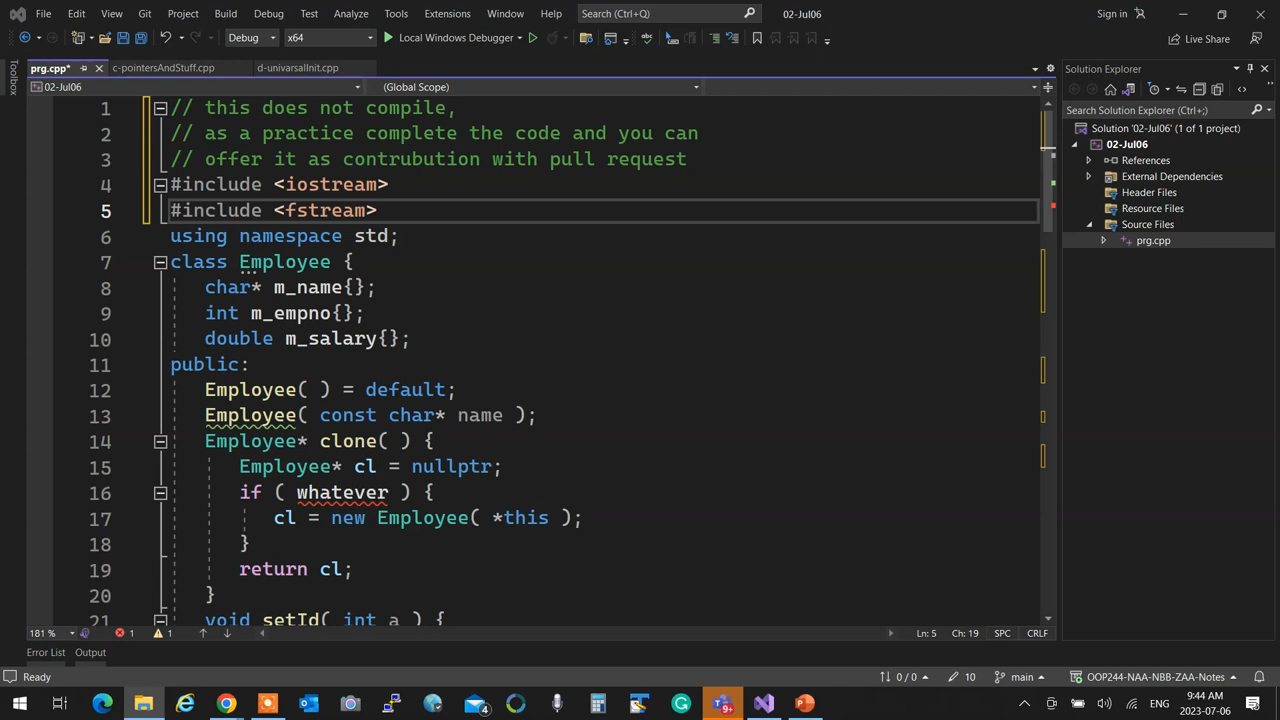 File Edit View Git Project Build Debug Test Analyze Tools Extensions Window Help Search (Ctrl+Q) 02-Jul06 Sign in
Debug x64 Local Windows Debugger Live Share
Toolbox
prg.cpp* c-pointersAndStuff.cpp d-univarsalInit.cpp
02-Jul06 (Global Scope)
1 // this does not compile,
2 // as a practice complete the code and you can
3 // offer it as contrubution with pull request
4 #include <iostream>
5 #include <fstream>
6 using namespace std;
7 class Employee {
8 char* m_name{};
9 int m_empno{};
10 double m_salary{};
11 public:
12 Employee( ) = default;
13 Employee( const char* name );
14 Employee* clone( ) {
15 Employee* cl = nullptr;
16 if ( whatever ) {
17 cl = new Employee( *this );
18 }
19 return cl;
20 }
21 void setId( int a ) {
181 % 1 1 Ln: 5 Ch: 19 SPC CRLF
Solution Explorer
Search Solution Explorer (Ctrl+;)
Solution '02-Jul06' (1 of 1 project)
02-Jul06
References
External Dependencies
Header Files
Resource Files
Source Files
prg.cpp
Error List Output
Ready 0 / 0 10 main OOP244-NAA-NBB-ZAA-Notes
4 9+ 9:44 AM
2023-07-06